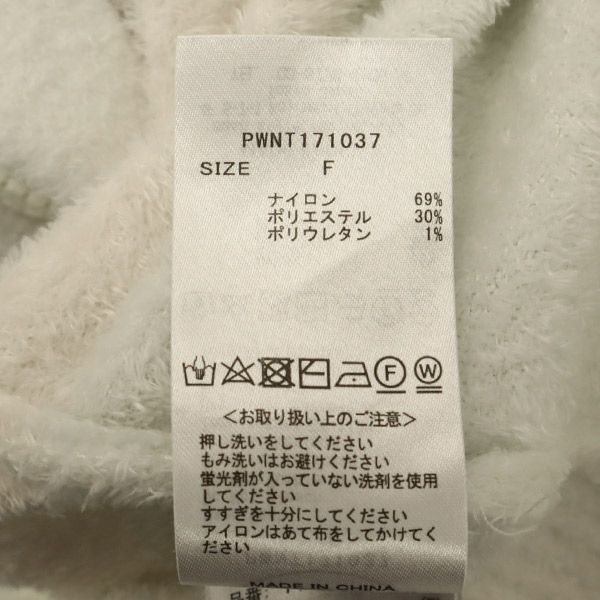 PWNT171037
SIZE F
ナイロン 69%
ポリエステル 30%
ポリウレタン 1%
F W
＜お取り扱い上のご注意＞
押し洗いをしてください
もみ洗いはお避けください
蛍光剤が入っていない洗剤を使用
してください
すすぎを十分にしてください
アイロンはあて布をしてかけてく
ださい
MADE IN CHINA
品番